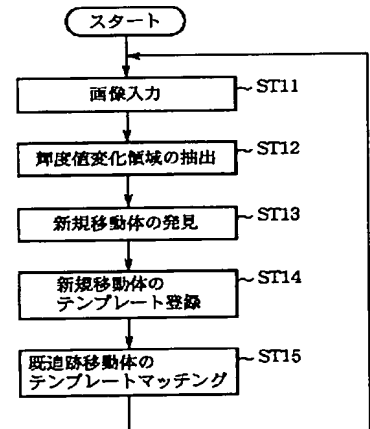 スタート
画像入力
ST11
輝度値変化領域の抽出
ST12
新規移動体の発見
ST13
新規移動体の
テンプレート登録
ST14
既追跡移動体の
テンプレートマッチング
ST15